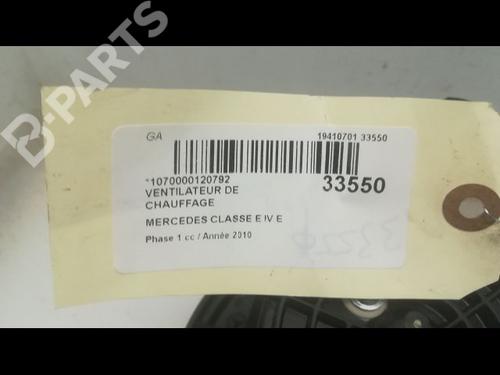 B-PARTS
GA
19410701 33550
*1070000120792
33550
VENTILATEUR DE
CHAUFFAGE
MERCEDES CLASSE E IV E
Phase 1 cc / Année 2010